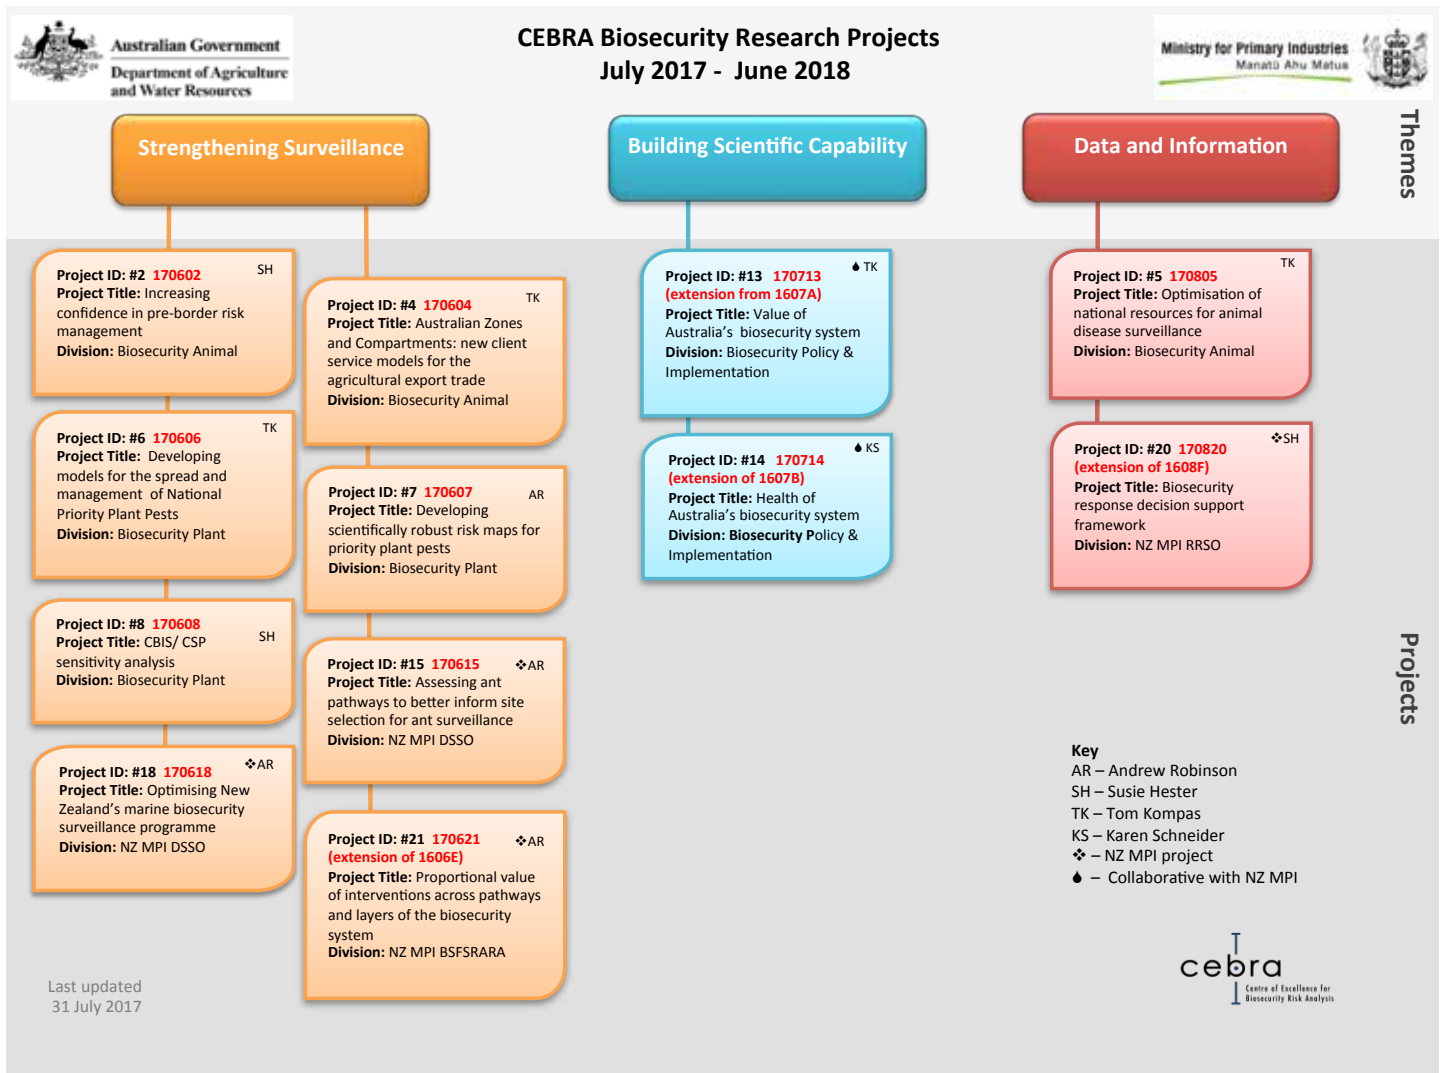 Australian Government
Department of Agriculture
and Water Resources
CEBRA Biosecurity Research Projects
July 2017 -  June 2018
Ministry for Primary Industries
Manatū Ahu Matua
Themes
Strengthening Surveillance
Building Scientific Capability
Data and Information
Project ID: #2 170602
SH
Project Title: Increasing
confidence in pre-border risk
management
Division: Biosecurity Animal
Project ID: #6 170606
TK
Project Title: Developing
models for the spread and
management of National
Priority Plant Pests
Division: Biosecurity Plant
Project ID: #8 170608
SH
Project Title: CBIS/ CSP
sensitivity analysis
Division: Biosecurity Plant
Project ID: #18 170618
❖AR
Project Title: Optimising New
Zealand's marine biosecurity
surveillance programme
Division: NZ MPI DSSO
Project ID: #4 170604
TK
Project Title: Australian Zones
and Compartments: new client
service models for the
agricultural export trade
Division: Biosecurity Animal
Project ID: #7 170607
AR
Project Title: Developing
scientifically robust risk maps for
priority plant pests
Division: Biosecurity Plant
Project ID: #15 170615
❖AR
Project Title: Assessing ant
pathways to better inform site
selection for ant surveillance
Division: NZ MPI DSSO
Project ID: #21 170621
❖AR
(extension of 1606E)
Project Title: Proportional value
of interventions across pathways
and layers of the biosecurity
system
Division: NZ MPI BSFSRARA
Project ID: #13 170713
TK
(extension from 1607A)
Project Title: Value of
Australia's biosecurity system
Division: Biosecurity Policy &
Implementation
Project ID: #14 170714
KS
(extension of 1607B)
Project Title: Health of
Australia's biosecurity system
Division: Biosecurity Policy &
Implementation
Project ID: #5 170805
TK
Project Title: Optimisation of
national resources for animal
disease surveillance
Division: Biosecurity Animal
Project ID: #20 170820
❖SH
(extension of 1608F)
Project Title: Biosecurity
response decision support
framework
Division: NZ MPI RRSO
Projects
Key
AR – Andrew Robinson
SH – Susie Hester
TK – Tom Kompas
KS – Karen Schneider
❖ – NZ MPI project
– Collaborative with NZ MPI
cebra
Centre of Excellence for
Biosecurity Risk Analysis
Last updated
31 July 2017